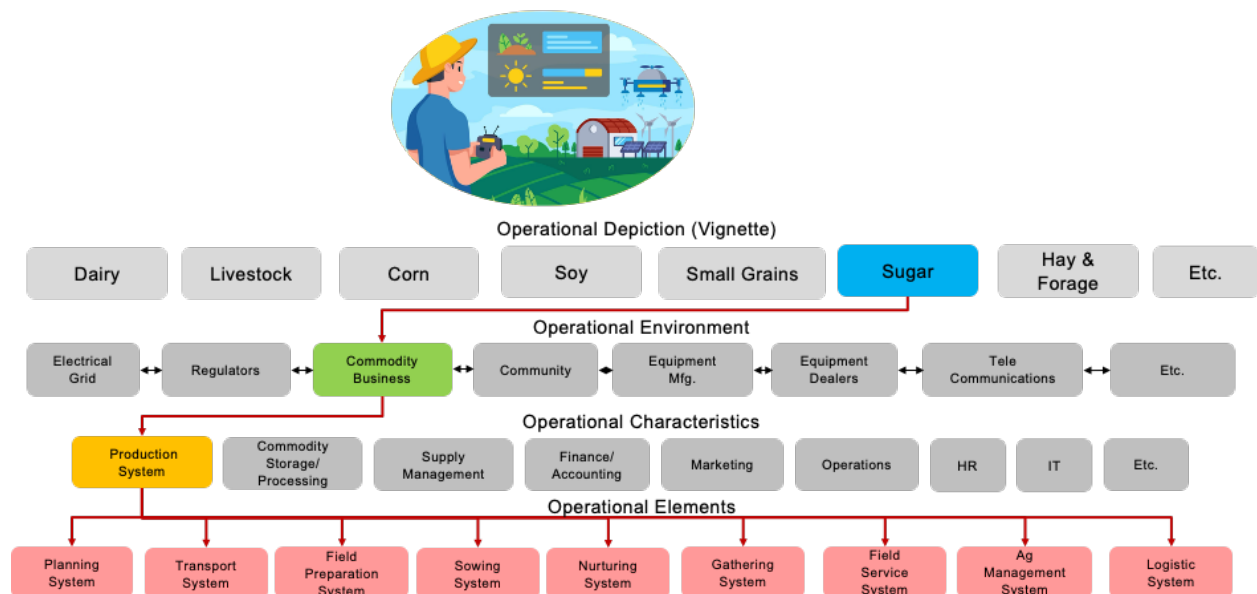 Operational Depiction (Vignette)
Dairy
Livestock
Corn
Soy
Small Grains
Sugar
Hay &
Forage
Etc.
Operational Environment
Electrical
Grid
Regulators
Commodity
Business
Community
Equipment
Mfg.
Equipment
Dealers
Tele
Communications
Etc.
Operational Characteristics
Production
System
Commodity
Storage/
Processing
Supply
Management
Finance/
Accounting
Marketing
Operations
HR
IT
Etc.
Operational Elements
Planning
System
Transport
System
Field
Preparation
System
Sowing
System
Nurturing
System
Gathering
System
Field
Service
System
Ag
Management
System
Logistic
System